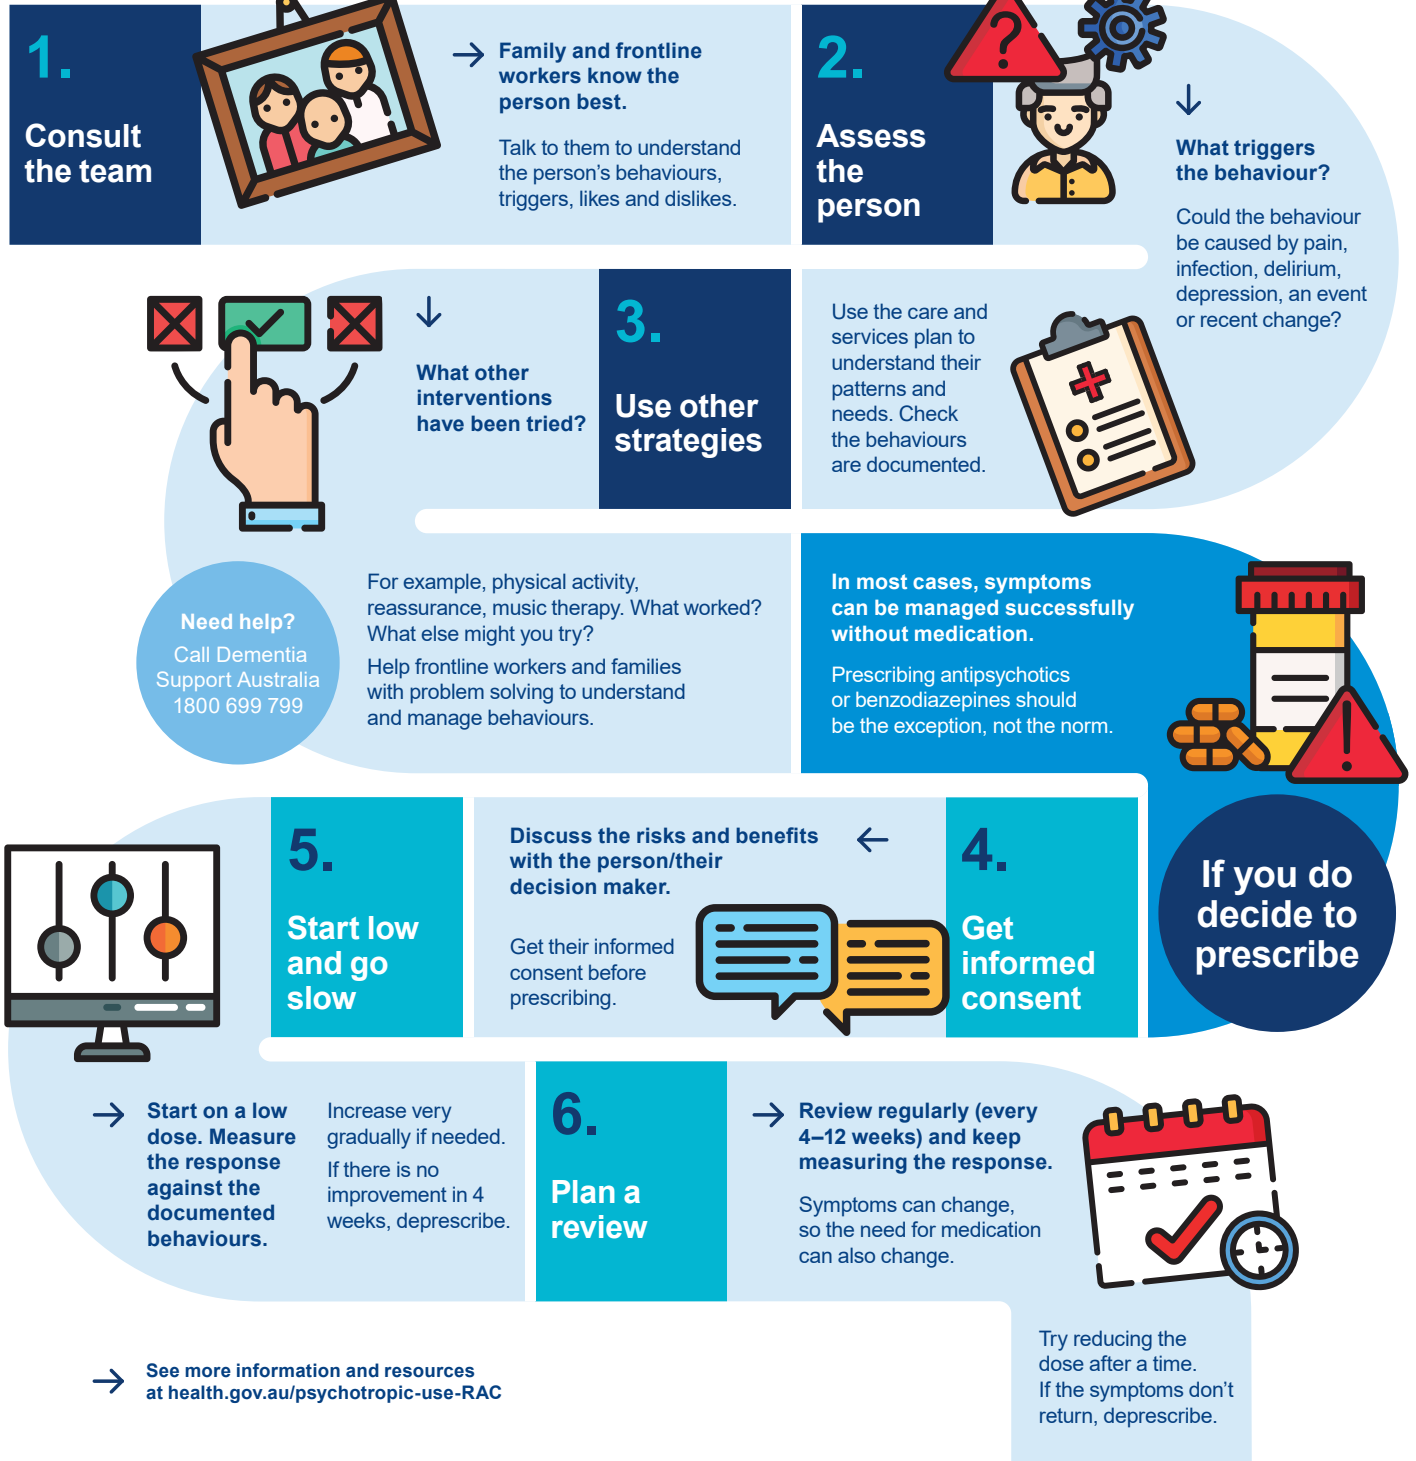 1.
Consult
the team
Family and frontline
workers know the
person best.
Talk to them to understand
the person's behaviours,
triggers, likes and dislikes.
2.
Assess
the
person
What triggers
the behaviour?
Could the behaviour
be caused by pain,
infection, delirium,
depression, an event
or recent change?
Use the care and
services plan to
understand their
patterns and
needs. Check
the behaviours
are documented.
3.
Use other
strategies
What other
interventions
have been tried?
For example, physical activity,
reassurance, music therapy. What worked?
What else might you try?
Help frontline workers and families
with problem solving to understand
and manage behaviours.
Need help?
Call Dementia
Support Australia
1800 699 799
In most cases, symptoms
can be managed successfully
without medication.
Prescribing antipsychotics
or benzodiazepines should
be the exception, not the norm.
If you do
decide to
prescribe
4.
Get
informed
consent
Discuss the risks and benefits
with the person/their
decision maker.
Get their informed
consent before
prescribing.
5.
Start low
and go
slow
Start on a low
dose. Measure
the response
against the
documented
behaviours.
Increase very
gradually if needed.
If there is no
improvement in 4
weeks, deprescribe.
6.
Plan a
review
Review regularly (every
4–12 weeks) and keep
measuring the response.
Symptoms can change,
so the need for medication
can also change.
Try reducing the
dose after a time.
If the symptoms don't
return, deprescribe.
See more information and resources
at health.gov.au/psychotropic-use-RAC